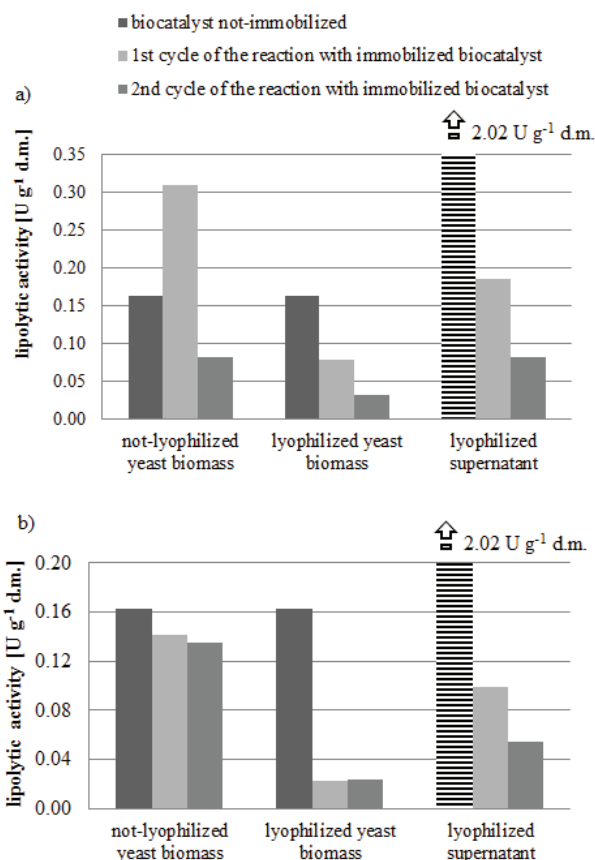 biocatalyst not-immobilized
1st cycle of the reaction with immobilized biocatalyst
2nd cycle of the reaction with immobilized biocatalyst
a)
2.02 U g⁻¹ d.m.
lipolytic activity [U g⁻¹ d.m.]
0.35
0.30
0.25
0.20
0.15
0.10
0.05
0.00
not-lyophilized
yeast biomass
lyophilized yeast
biomass
lyophilized
supernatant
b)
2.02 U g⁻¹ d.m.
lipolytic activity [U g⁻¹ d.m.]
0.20
0.16
0.12
0.08
0.04
0.00
not-lyophilized
yeast biomass
lyophilized yeast
biomass
lyophilized
supernatant